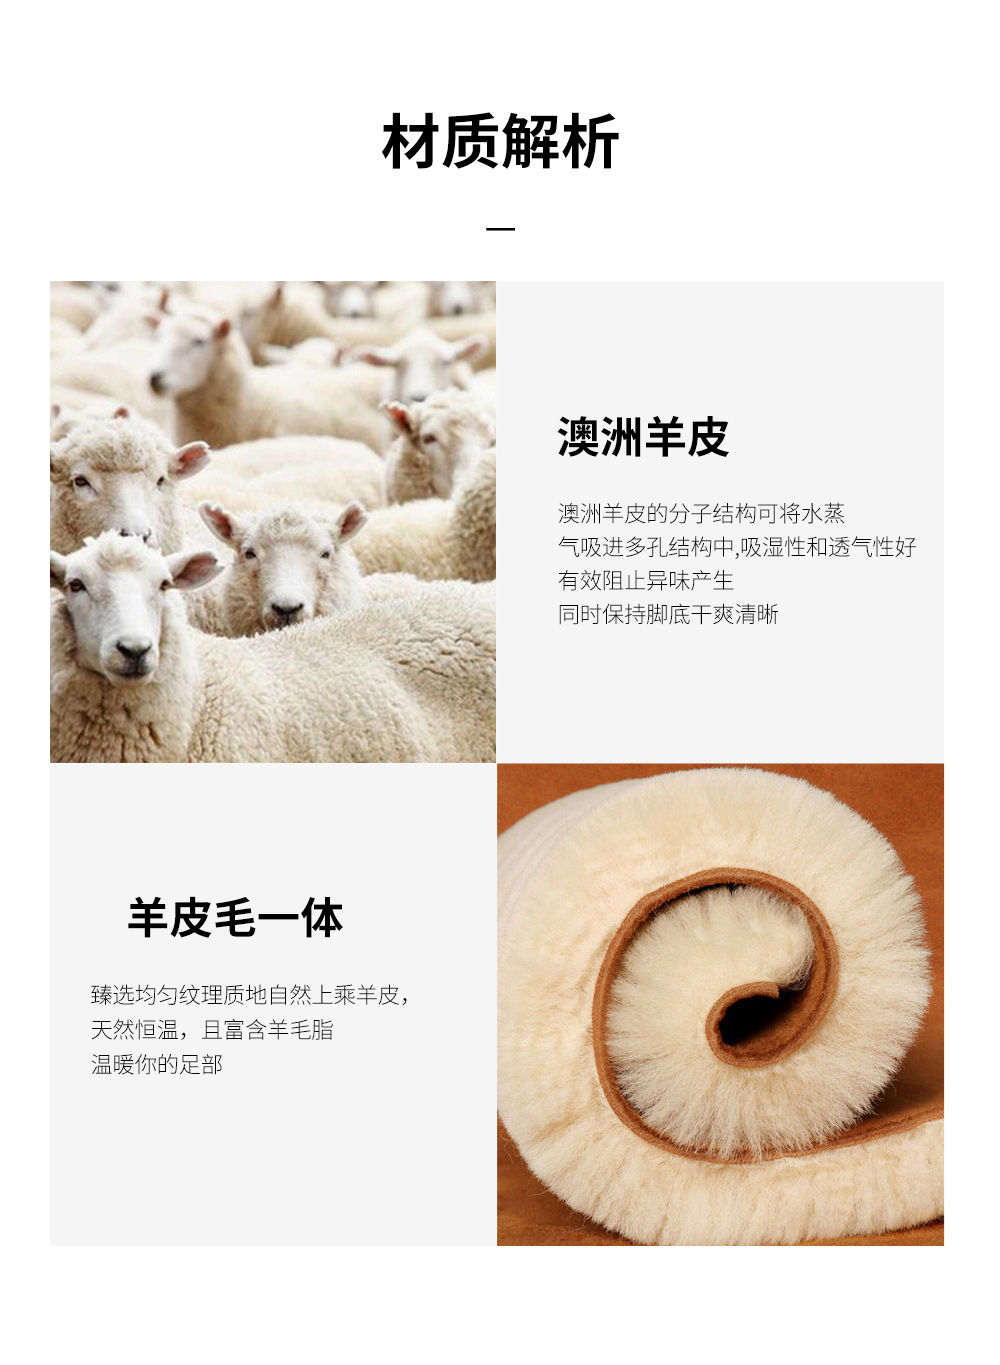 材质解析
澳洲羊皮
澳洲羊皮的分子结构可将水蒸
气吸进多孔结构中,吸湿性和透气性好
有效阻止异味产生
同时保持脚底干爽清晰
羊皮毛一体
臻选均匀纹理质地自然上乘羊皮，
天然恒温，且富含羊毛脂
温暖你的足部